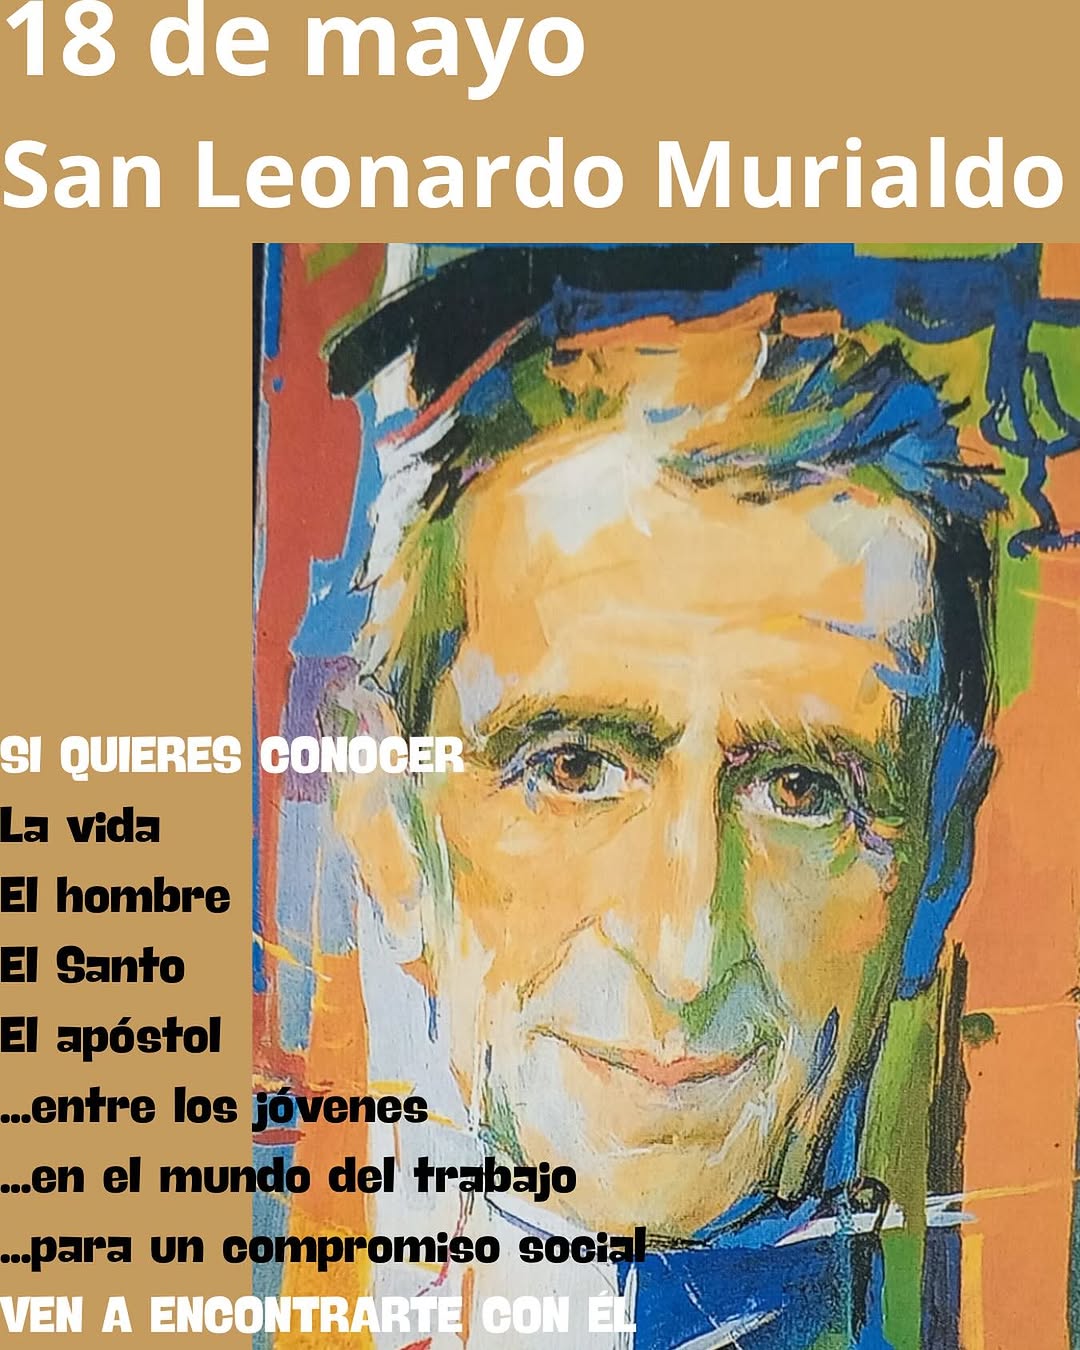 18 de mayo
San Leonardo Murialdo
SI QUIERES CONOCER
La vida
El hombre
El Santo
El apóstol
...entre los jóvenes
...en el mundo del trabajo
...para un compromiso social
VEN A ENCONTRARTE CON ÉL